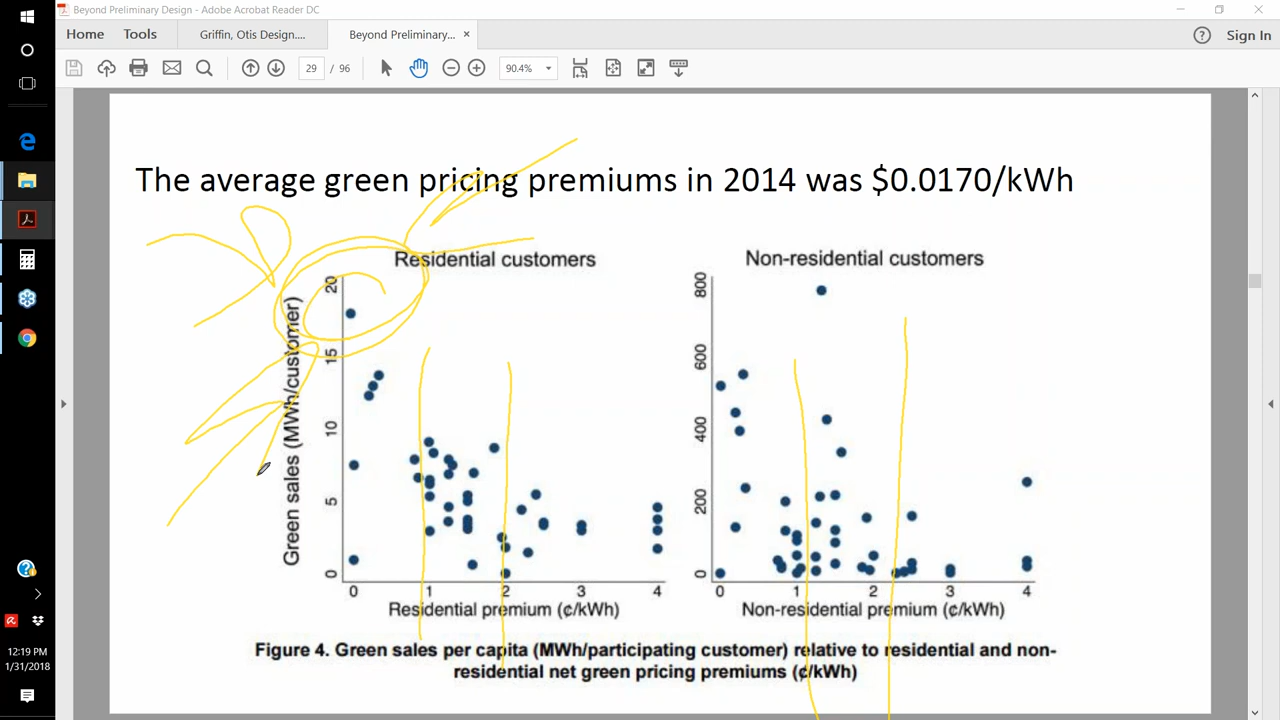 Beyond Preliminary Design - Adobe Acrobat Reader DC
Home Tools Griffin, Otis Design.... Beyond Preliminary... × ? Sign In
29 / 96 90.4%
The average green pricing premiums in 2014 was $0.0170/kWh
Residential customers Non-residential customers
Green sales (MWh/customer)
20
15
10
5
0
800
600
400
200
0
0 1 2 3 4
0 1 2 3 4
Residential premium (¢/kWh) Non-residential premium (¢/kWh)
Figure 4. Green sales per capita (MWh/participating customer) relative to residential and non-
residential net green pricing premiums (¢/kWh)
12:19 PM
1/31/2018